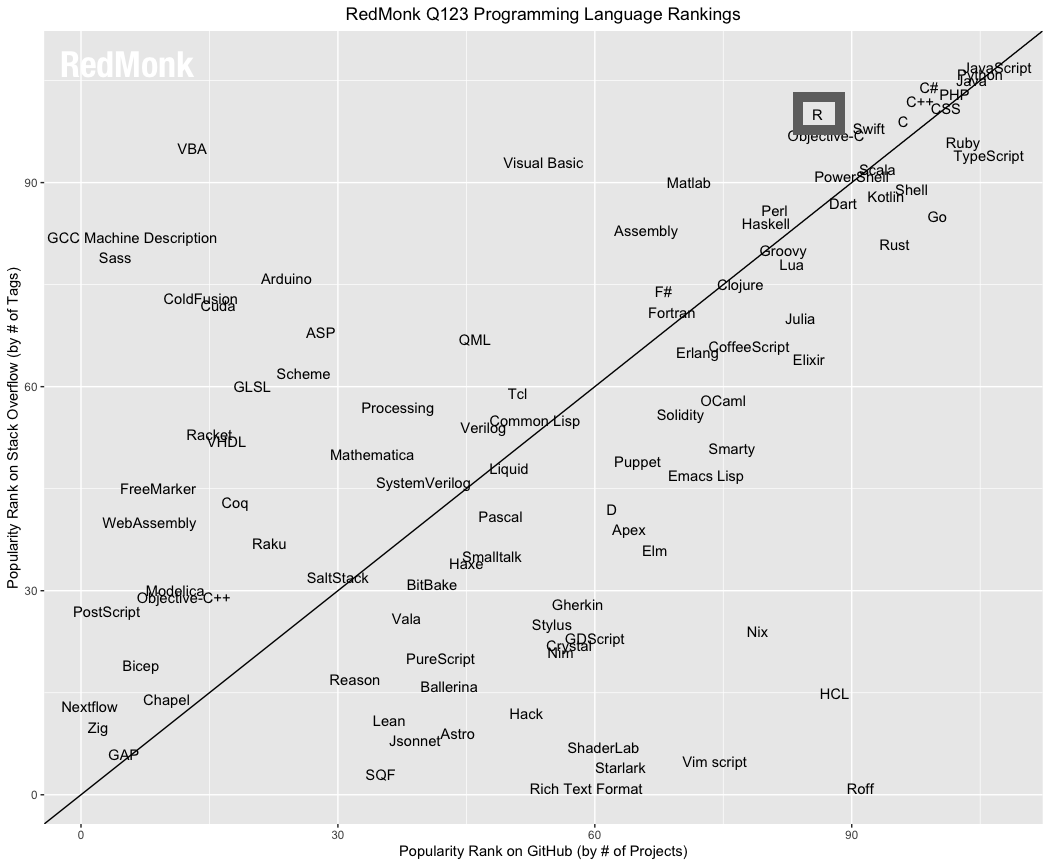 RedMonk Q123 Programming Language Rankings
RedMonk
JavaScript
Python
Java
C#
PHP
C++
CSS
R
C
Swift
Objective-C
Ruby
VBA
TypeScript
Visual Basic
Scala
PowerShell
Matlab
90
Shell
Kotlin
Dart
Perl
Go
Haskell
Assembly
GCC Machine Description
Rust
Groovy
Sass
Lua
Arduino
Clojure
F#
ColdFusion
Cuda
Fortran
Julia
ASP
QML
CoffeeScript
Erlang
Elixir
Scheme
GLSL
60
Tcl
OCaml
Processing
Solidity
Common Lisp
Verilog
Racket
VHDL
Smarty
Mathematica
Puppet
Liquid
Emacs Lisp
SystemVerilog
FreeMarker
Coq
D
Pascal
WebAssembly
Apex
Raku
Elm
Smalltalk
Haxe
SaltStack
BitBake
30
Modelica
Objective-C++
Gherkin
PostScript
Vala
Stylus
Nix
GDScript
Crystal
Nim
PureScript
Bicep
Reason
Ballerina
HCL
Chapel
Nextflow
Hack
Lean
Zig
Astro
Jsonnet
ShaderLab
GAP
Vim script
Starlark
SQF
Rich Text Format
Roff
0
0
30
60
90
Popularity Rank on Stack Overflow (by # of Tags)
Popularity Rank on GitHub (by # of Projects)